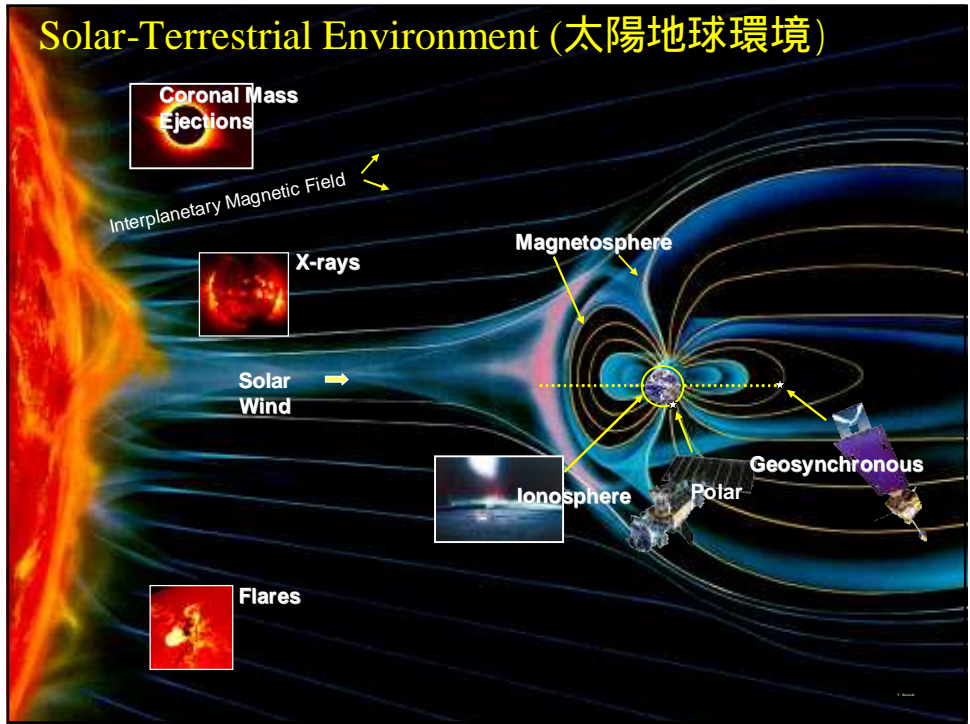 Solar-Terrestrial Environment (太陽地球環境)
Coronal Mass
Ejections
Interplanetary Magnetic Field
Magnetosphere
X-rays
Solar
Wind
Geosynchronous
Ionosphere
Polar
Flares